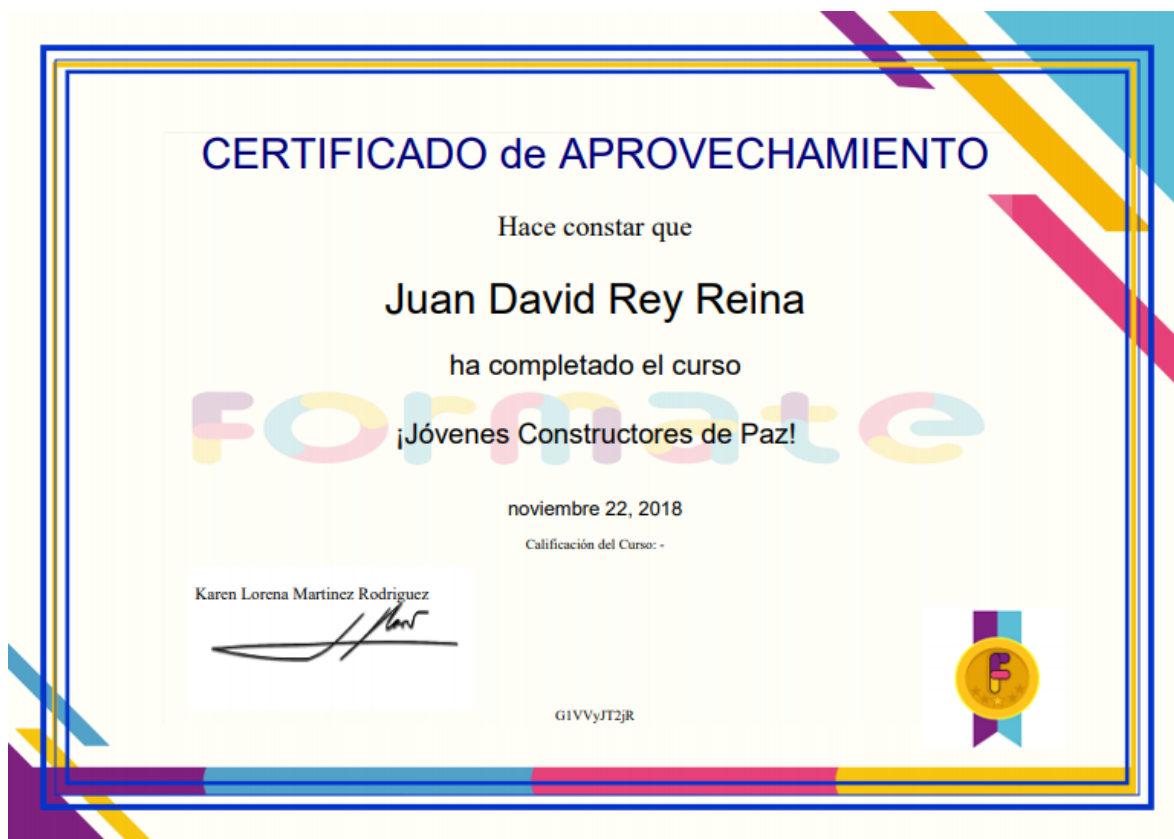 CERTIFICADO de APROVECHAMIENTO
Hace constar que
Juan David Rey Reina
ha completado el curso
Formate
¡Jóvenes Constructores de Paz!
noviembre 22, 2018
Calificación del Curso: -
Karen Lorena Martinez Rodriguez
F
G1VVyJT2jR